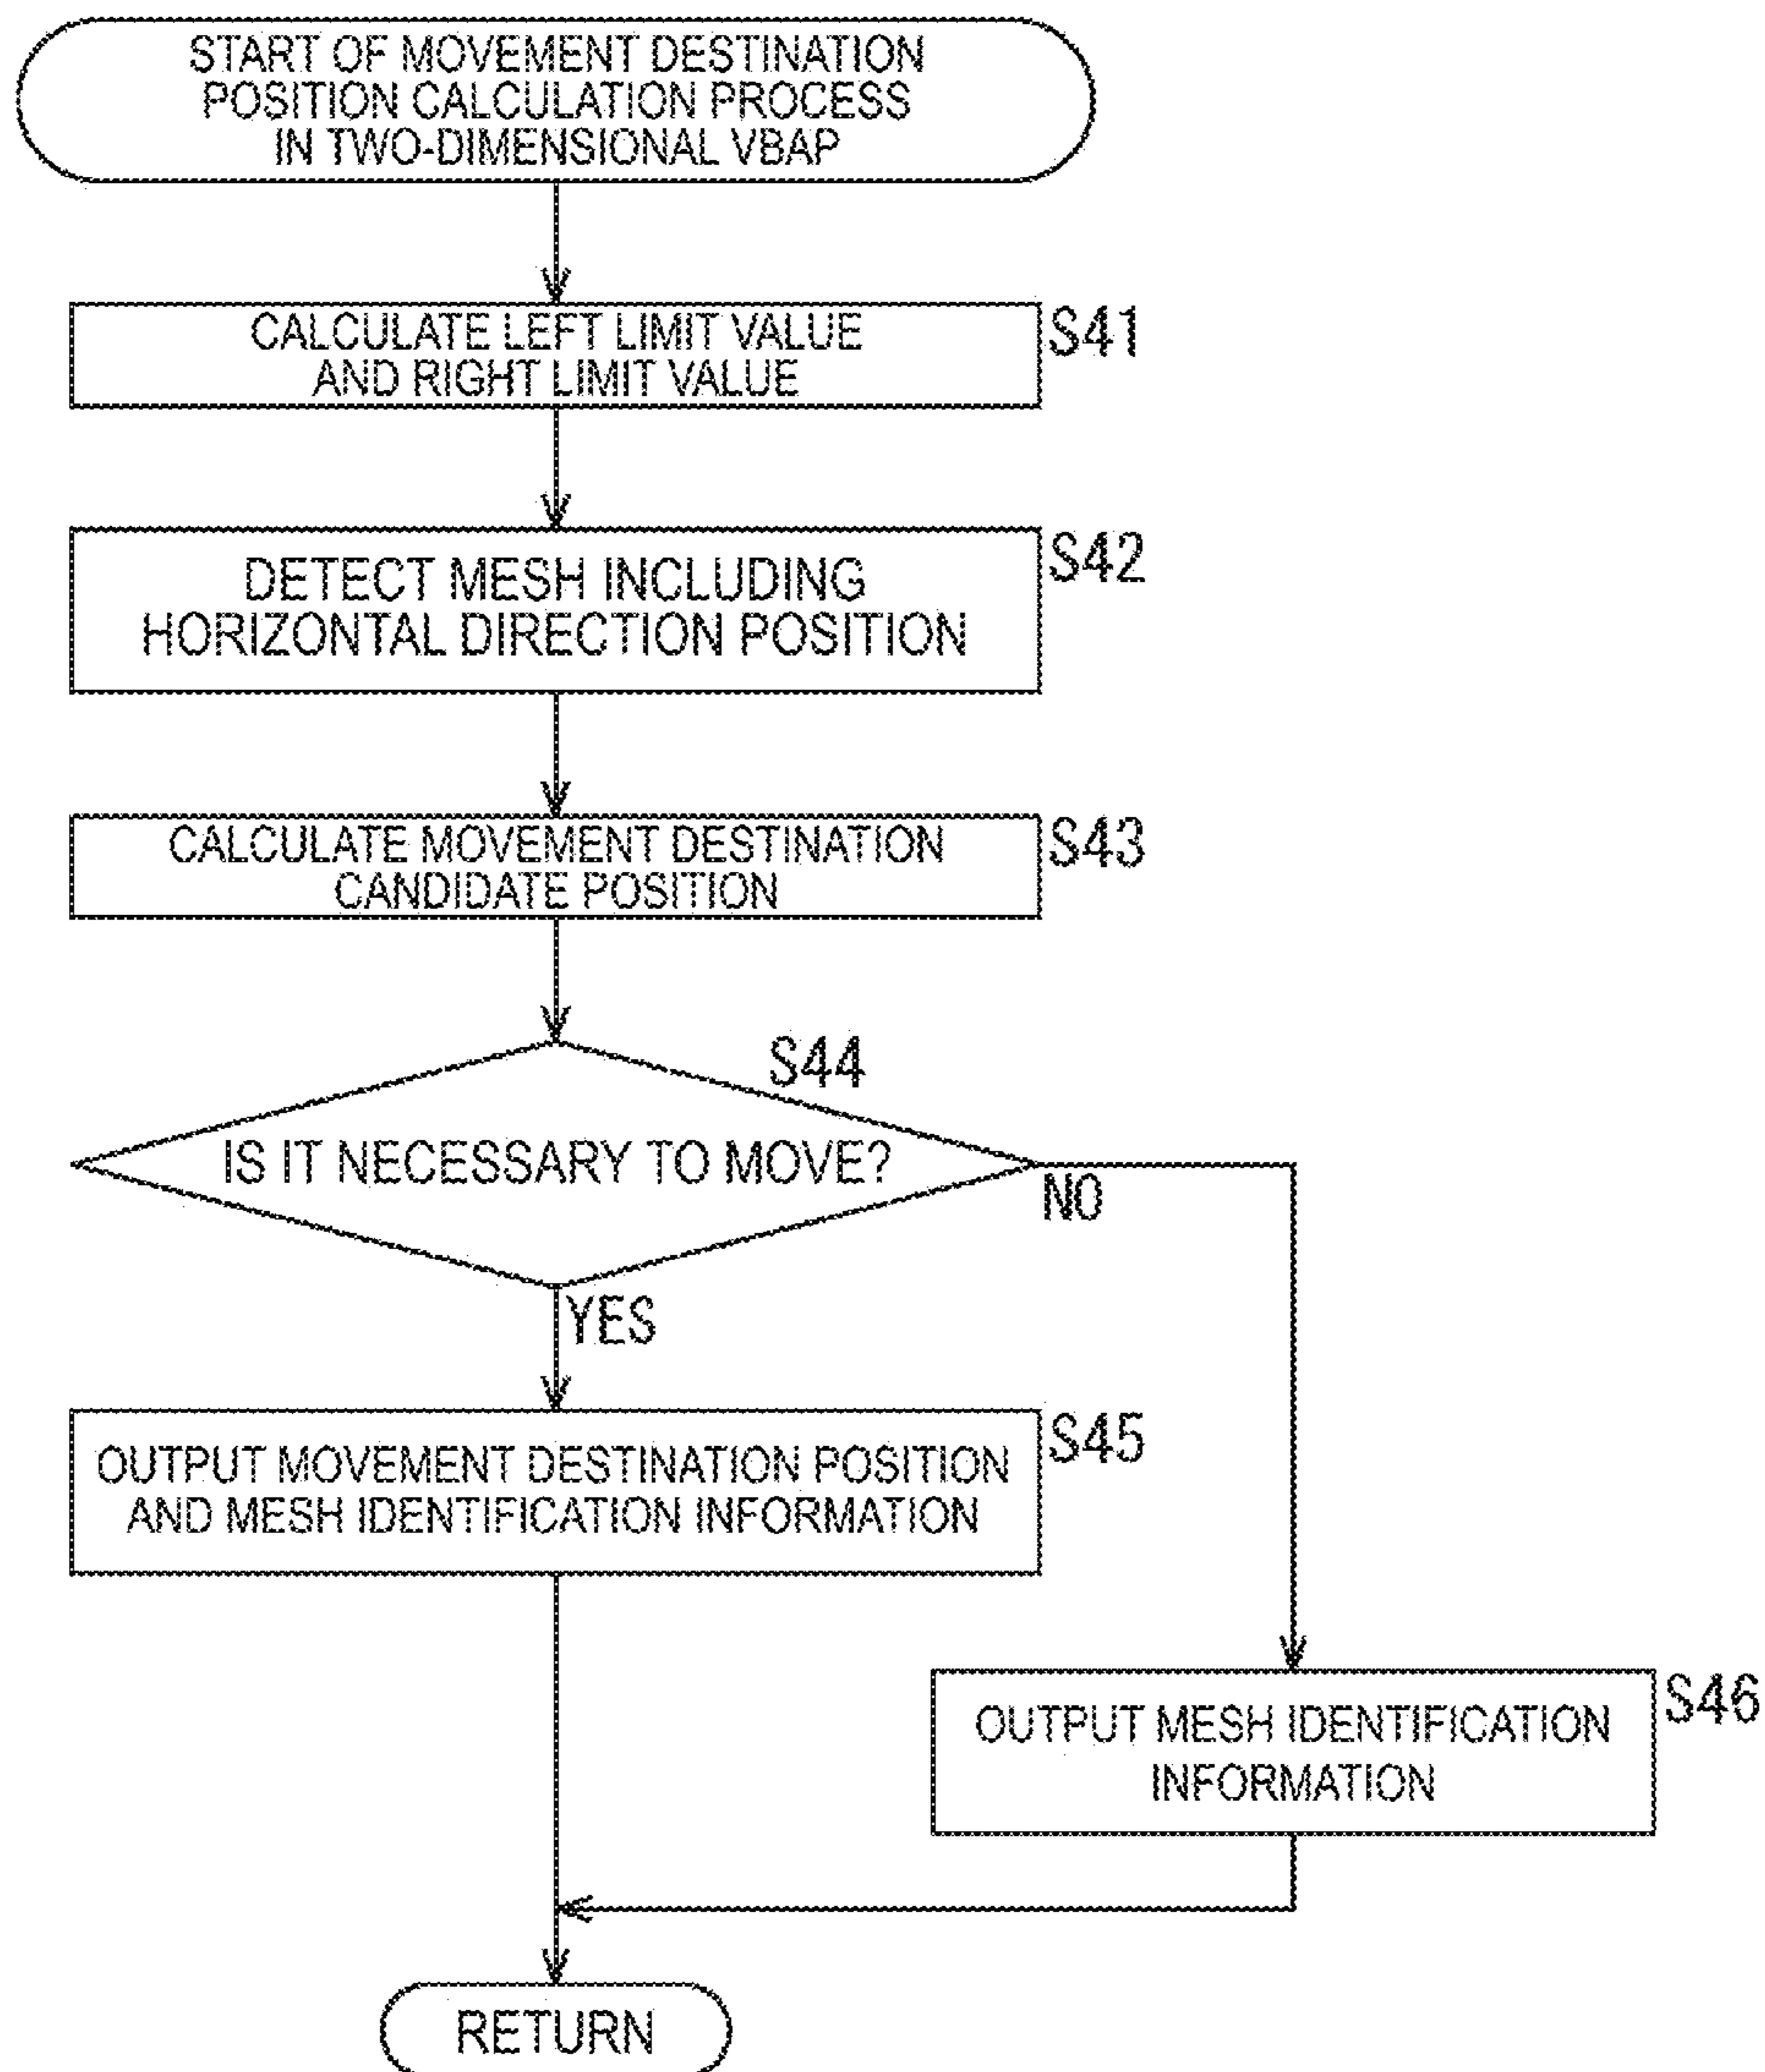 START OF MOVEMENT DESTINATION
POSITION CALCULATION PROCESS
IN TWO-DIMENSIONAL VBAP
CALCULATE LEFT LIMIT VALUE
AND RIGHT LIMIT VALUE
S41
DETECT MESH INCLUDING
HORIZONTAL DIRECTION POSITION
S42
CALCULATE MOVEMENT DESTINATION
CANDIDATE POSITION
S43
S44
IS IT NECESSARY TO MOVE?
NO
YES
OUTPUT MOVEMENT DESTINATION POSITION
AND MESH IDENTIFICATION INFORMATION
S45
OUTPUT MESH IDENTIFICATION
INFORMATION
S46
RETURN